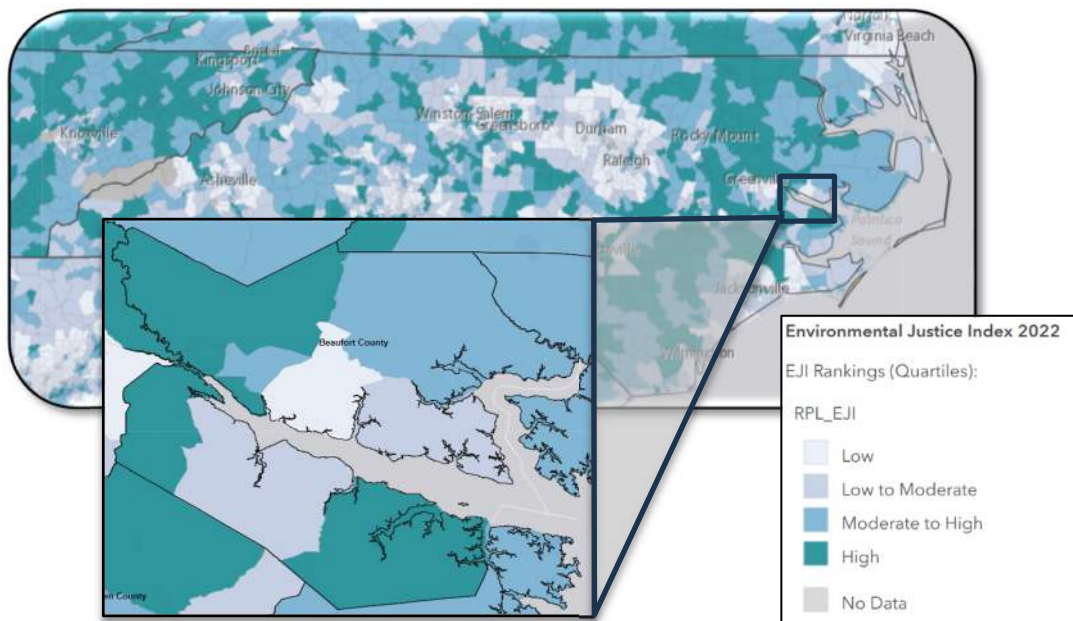 Norfolk
Virginia Beach
Bristol
Kingsport
Johnson City
Winston-Salem
Greensboro
Durham
Rocky Mount
Knoxville
Raleigh
Asheville
Greenville
Pamlico
Sound
Jacksonville
Wilmington
Beaufort County
en County
Environmental Justice Index 2022
EJI Rankings (Quartiles):
RPL_EJI
Low
Low to Moderate
Moderate to High
High
No Data